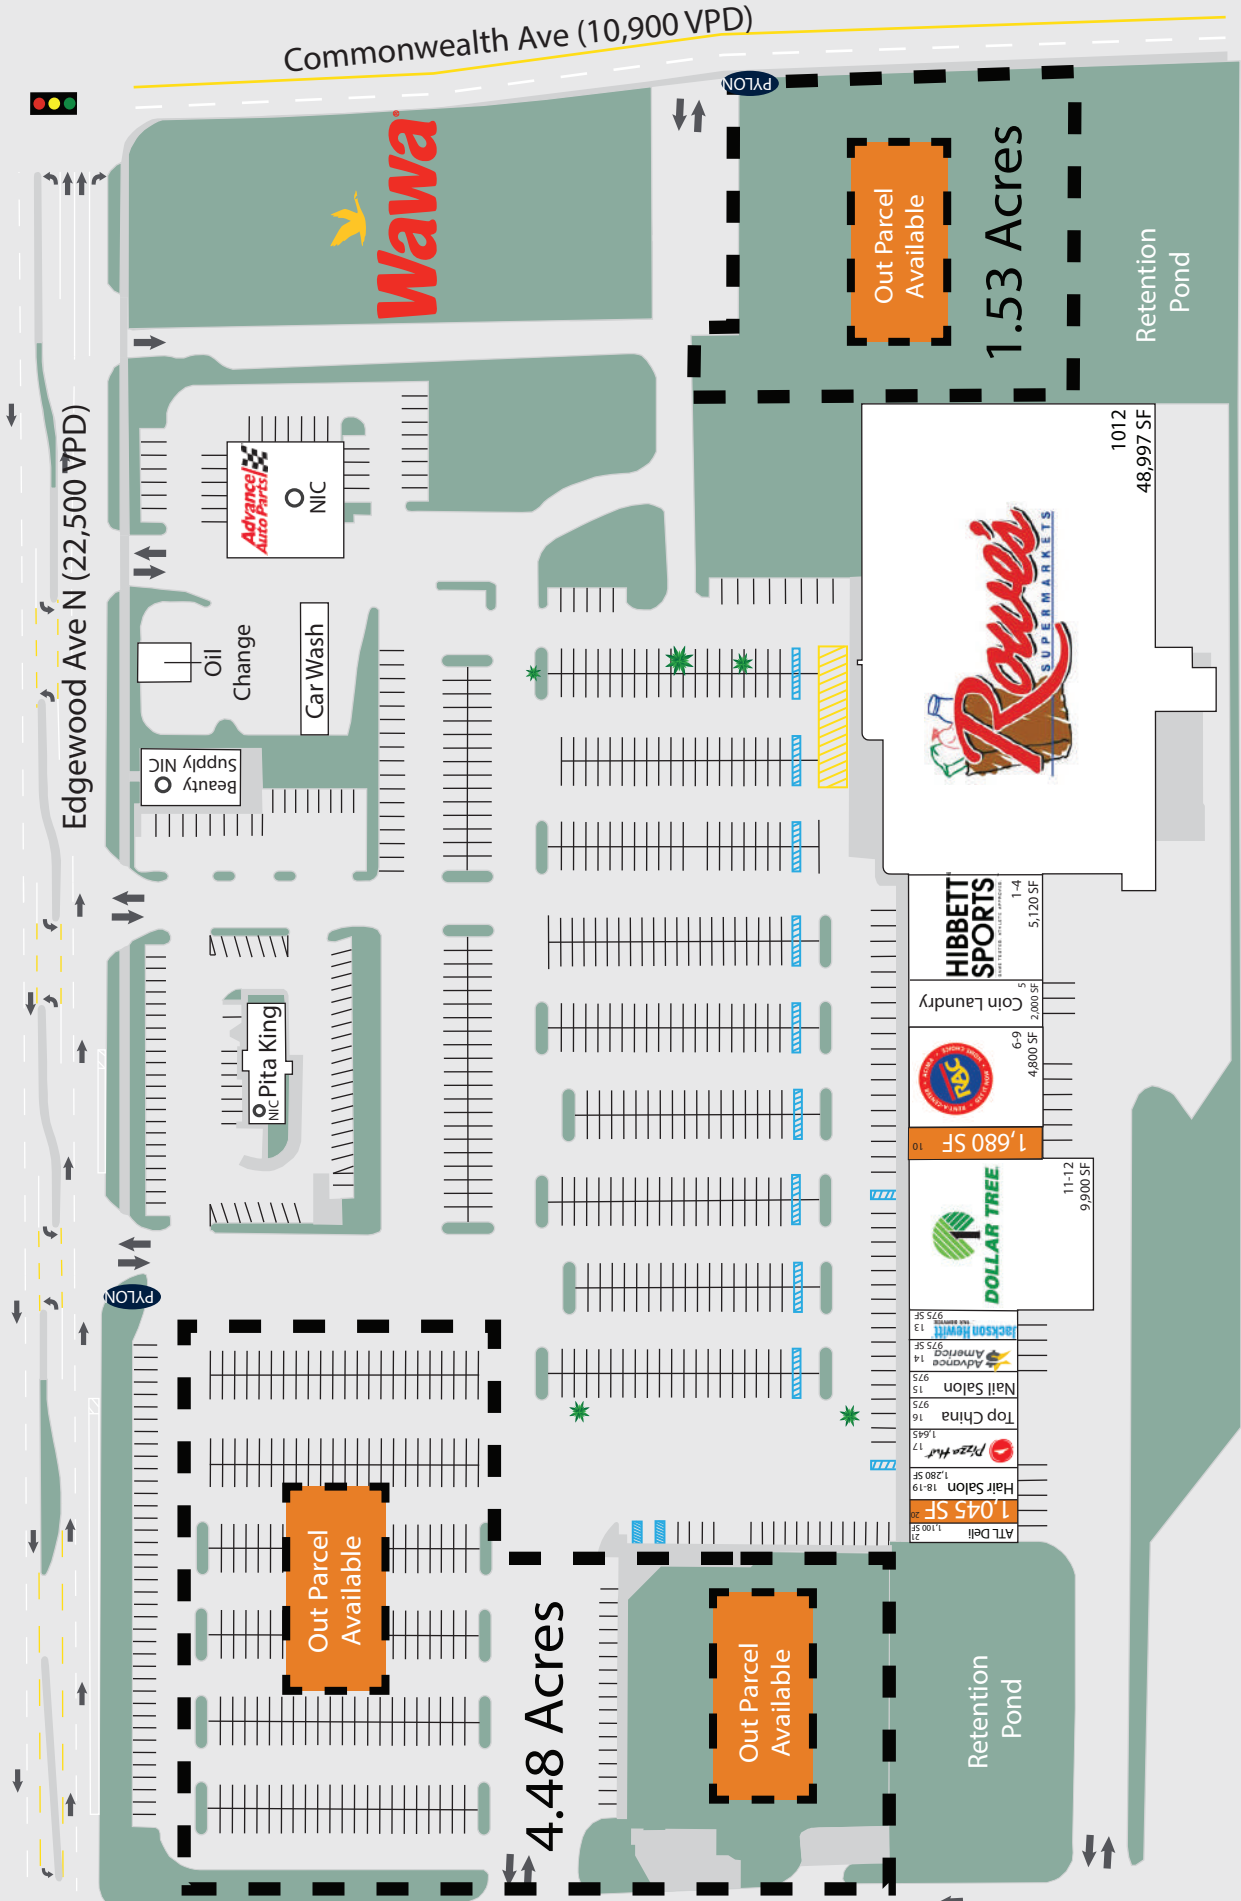 Commonwealth Ave (10,900 VPD)
PYLON
Wawa
Out Parcel
Available
1.53 Acres
Retention
Pond
Edgewood Ave N (22,500 VPD)
Advance
Auto Parts
NIC
1012
48,997 SF
Rowe's
SUPERMARKETS
Oil
Change
Car Wash
Beauty
Supply NIC
HIBBETT
SPORTS
1-4
5,120 SF
Coin Laundry
5
2,000 SF
Pita King
NIC
RENT-A-CENTER
RAC
6-9
4,800 SF
1,680 SF
10
DOLLAR TREE
1
11-12
9,900 SF
PYLON
Jackson Hewitt
TAX SERVICE
13
975 SF
Advance
America
14
975 SF
Nail Salon
15
975
Top China
16
975
Pizza Hut
17
1,645
Hair Salon
18-19
1,280 SF
1,045 SF
20
ATL Deli
21
1,100 SF
Out Parcel
Available
4.48 Acres
Out Parcel
Available
Retention
Pond